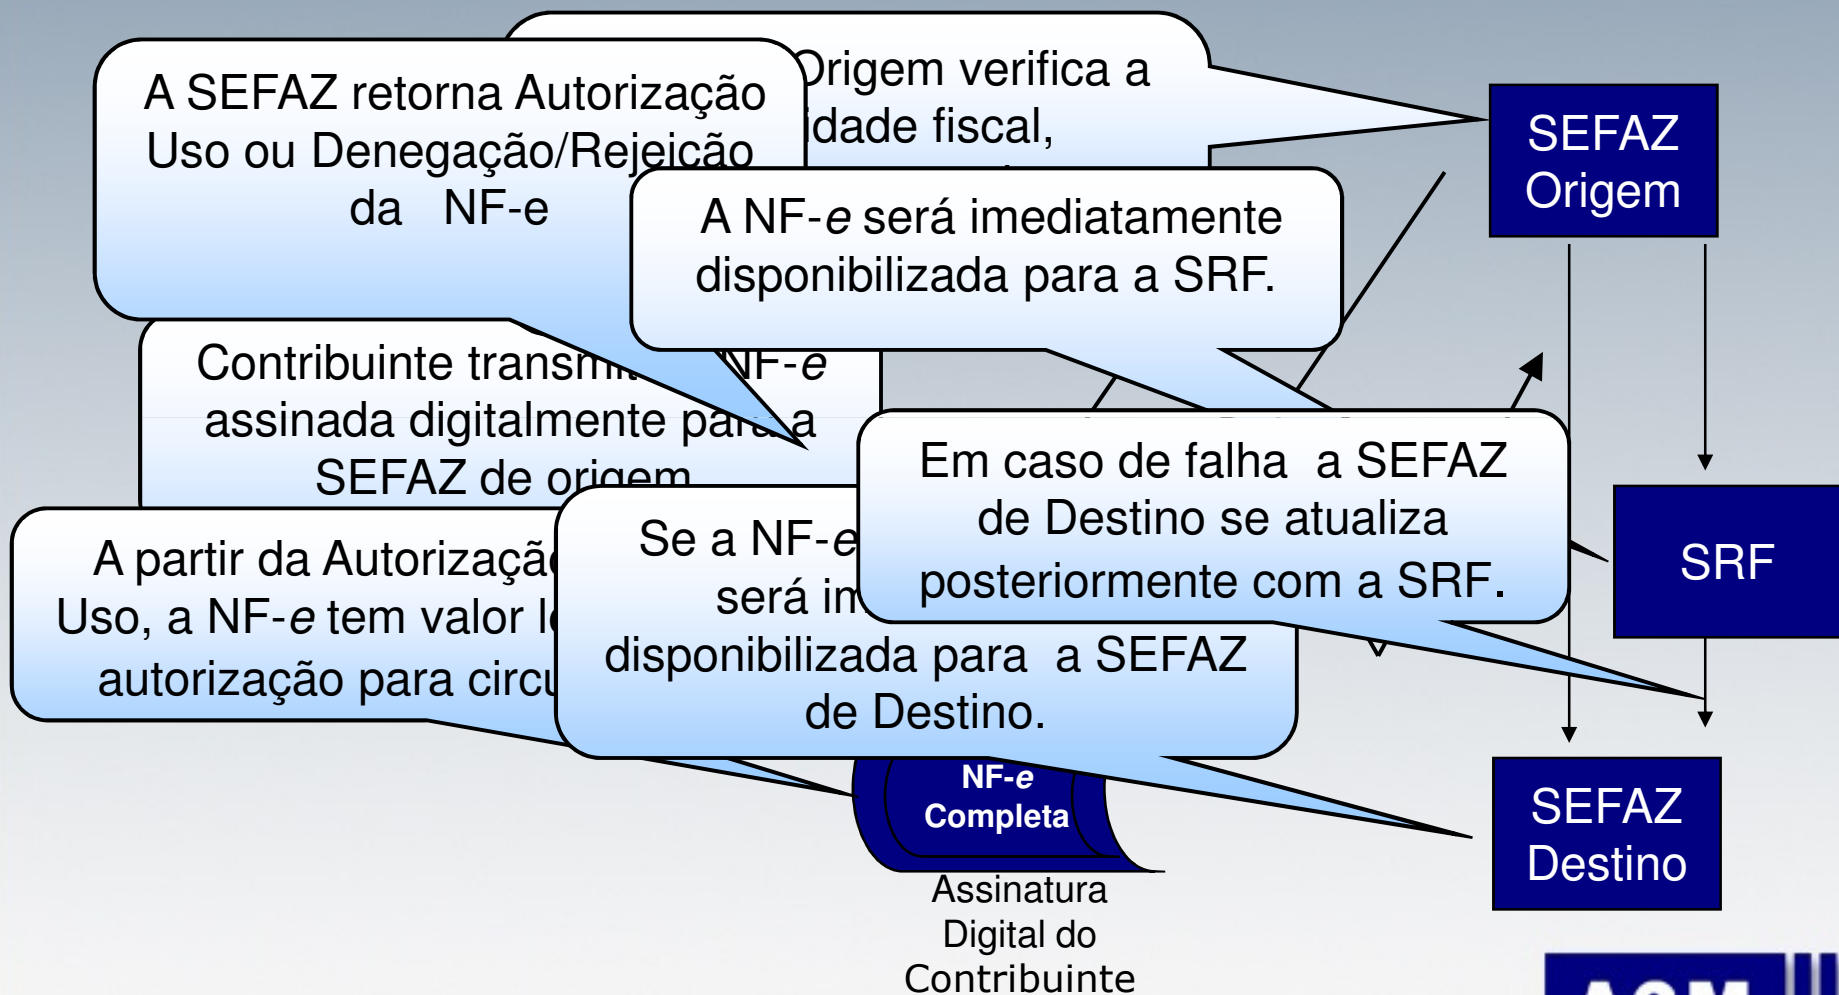 A SEFAZ retorna Autorização
Uso ou Denegação/Rejeição
da NF-e
Origem verifica a
idade fiscal,
SEFAZ
Origem
A NF-e será imediatamente
disponibilizada para a SRF.
Contribuinte transmit NF-e
assinada digitalmente para a
SEFAZ de origem
Em caso de falha a SEFAZ
de Destino se atualiza
posteriormente com a SRF.
SRF
A partir da Autorização
Uso, a NF-e tem valor l
autorização para circu
Se a NF-e
será im
disponibilizada para a SEFAZ
de Destino.
NF-e
Completa
SEFAZ
Destino
Assinatura
Digital do
Contribuinte